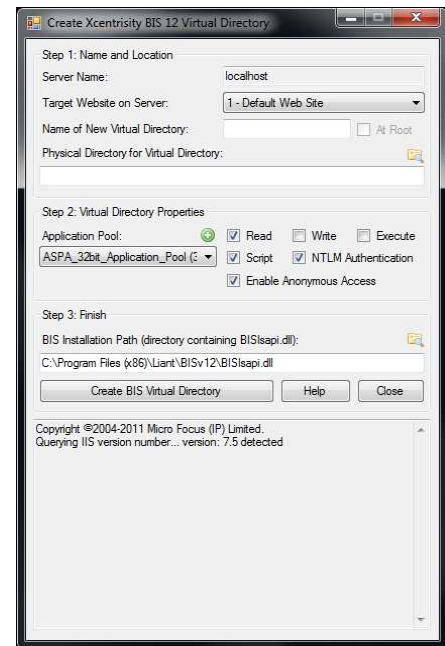 Create Xcentrisity BIS 12 Virtual Directory
Step 1: Name and Location
Server Name: localhost
Target Website on Server: 1 - Default Web Site
Name of New Virtual Directory: At Root
Physical Directory for Virtual Directory:
Step 2: Virtual Directory Properties
Application Pool: Read Write Execute
ASPA_32bit_Application_Pool (3 Script NTLM Authentication
Enable Anonymous Access
Step 3: Finish
BIS Installation Path (directory containing BISIsapi.dll):
C:\Program Files (x86)\Liant\BISv12\BISIsapi.dll
Create BIS Virtual Directory Help Close
Copyright ©2004-2011 Micro Focus (IP) Limited.
Querying IIS version number... version: 7.5 detected